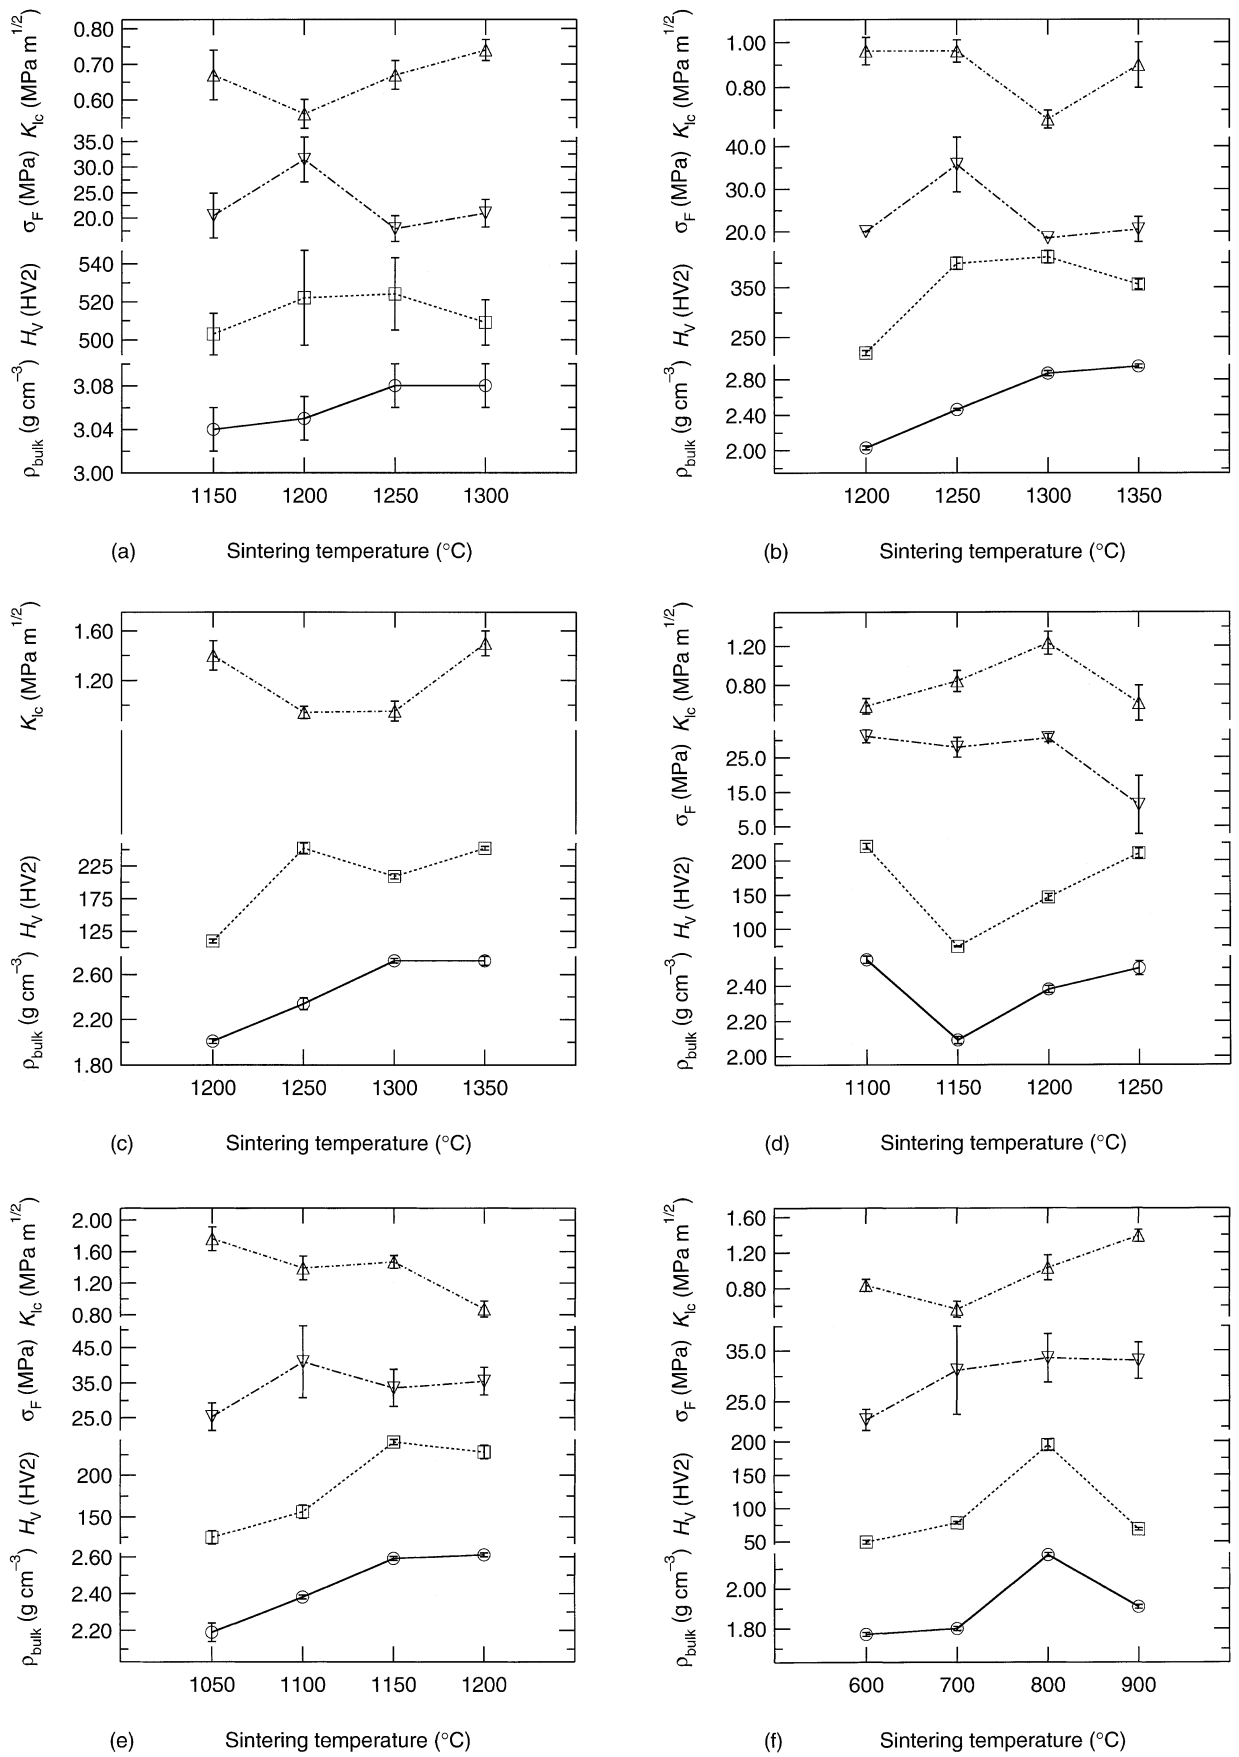 K_Ic (MPa m^1/2)
0.80
0.70
0.60
σ_F (MPa)
35.0
30.0
25.0
20.0
H_V (HV2)
540
520
500
ρ_bulk (g cm^−3)
3.08
3.04
3.00
1150 1200 1250 1300
(a) Sintering temperature (°C)
K_Ic (MPa m^1/2)
1.00
0.80
σ_F (MPa)
40.0
30.0
20.0
H_V (HV2)
350
250
ρ_bulk (g cm^−3)
2.80
2.40
2.00
1200 1250 1300 1350
(b) Sintering temperature (°C)
K_Ic (MPa m^1/2)
1.60
1.20
H_V (HV2)
225
175
125
ρ_bulk (g cm^−3)
2.60
2.20
1.80
1200 1250 1300 1350
(c) Sintering temperature (°C)
K_Ic (MPa m^1/2)
1.20
0.80
σ_F (MPa)
25.0
15.0
5.0
H_V (HV2)
200
150
100
ρ_bulk (g cm^−3)
2.40
2.20
2.00
1100 1150 1200 1250
(d) Sintering temperature (°C)
K_Ic (MPa m^1/2)
2.00
1.60
1.20
0.80
σ_F (MPa)
45.0
35.0
25.0
H_V (HV2)
200
150
ρ_bulk (g cm^−3)
2.60
2.40
2.20
1050 1100 1150 1200
(e) Sintering temperature (°C)
K_Ic (MPa m^1/2)
1.60
1.20
0.80
σ_F (MPa)
35.0
25.0
H_V (HV2)
200
150
100
50
ρ_bulk (g cm^−3)
2.00
1.80
600 700 800 900
(f) Sintering temperature (°C)